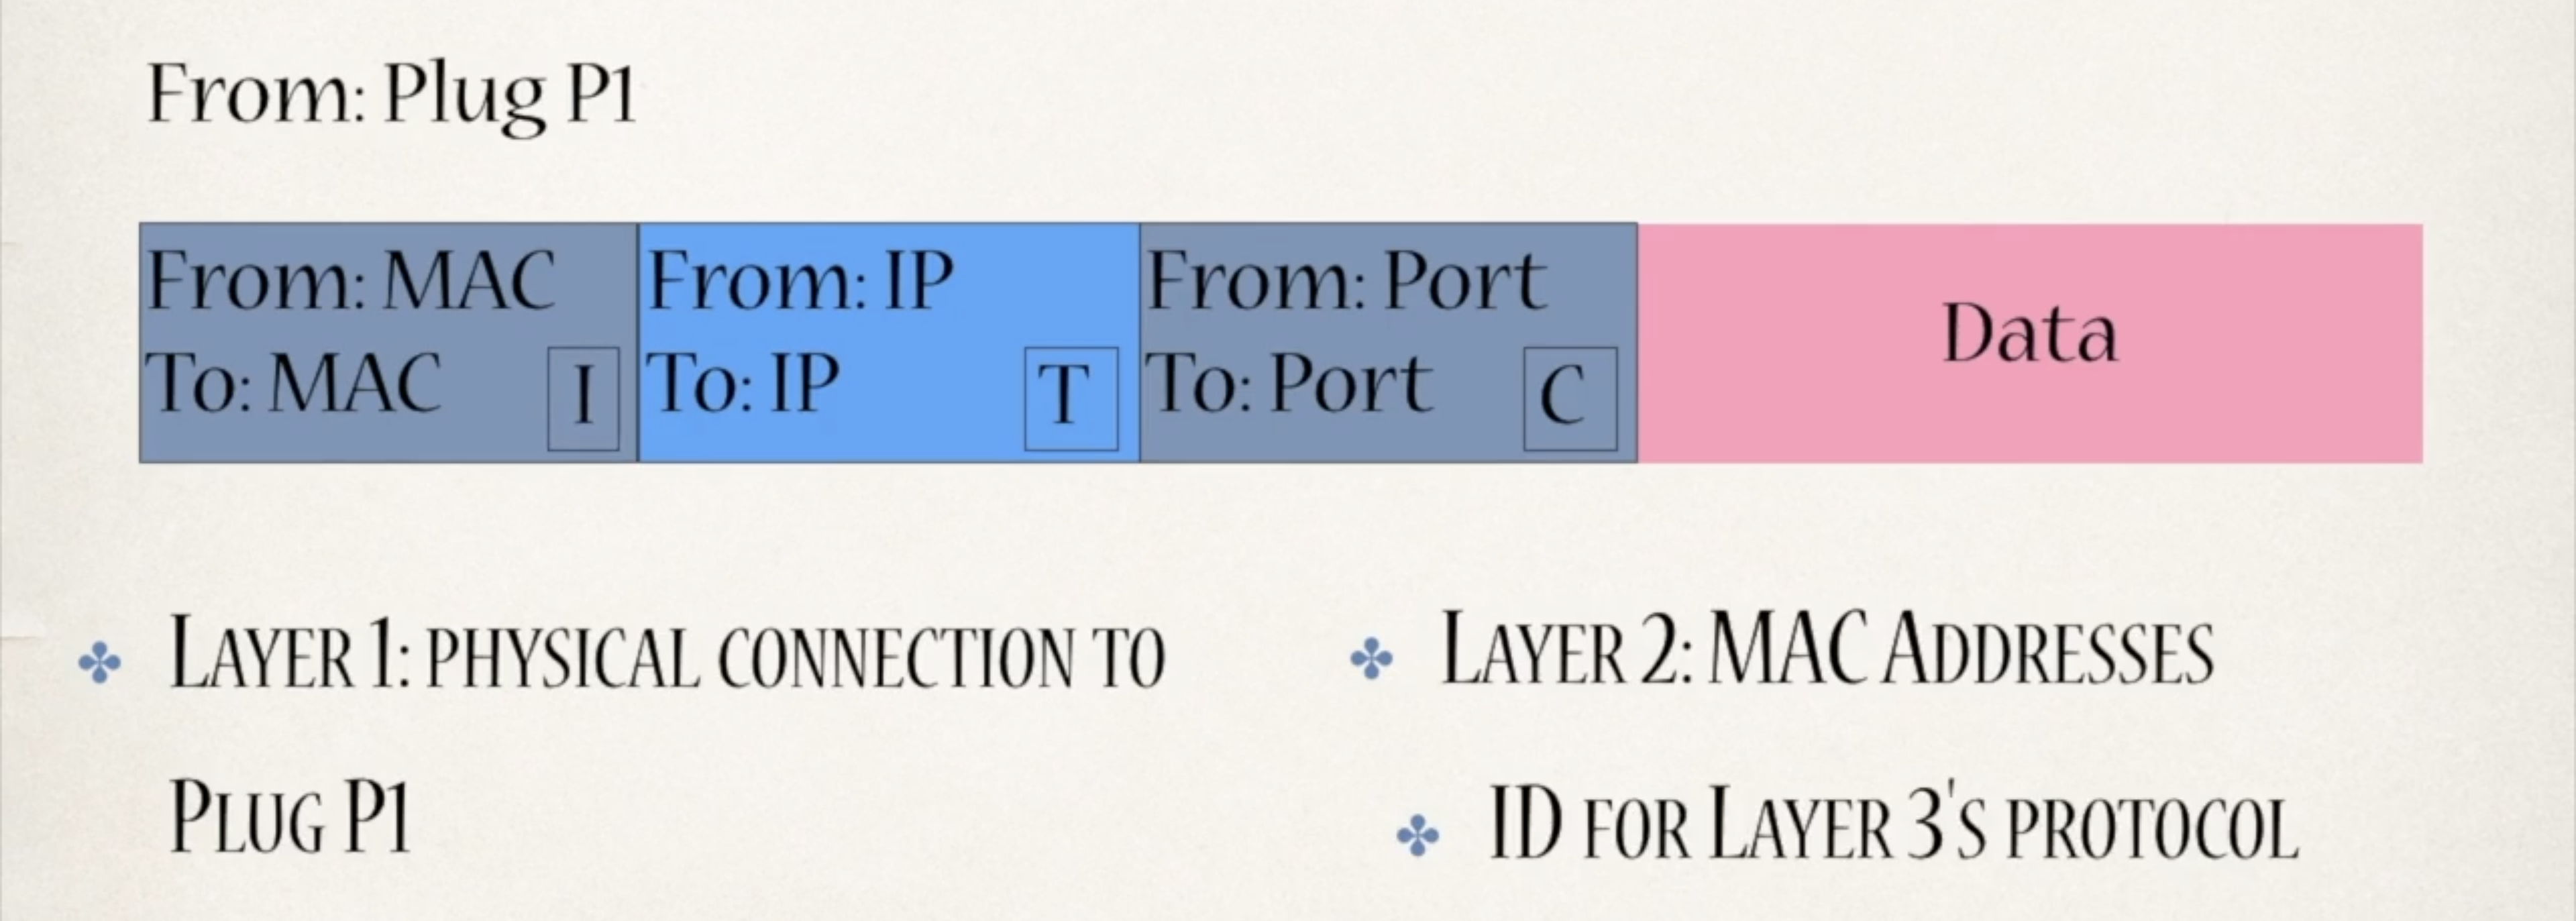 From: Plug P1
From: MAC
To: MAC
I
From: IP
To: IP
T
From: Port
To: Port
C
Data
Layer 1: physical connection to
Plug P1
Layer 2: MAC Addresses
ID for Layer 3's protocol